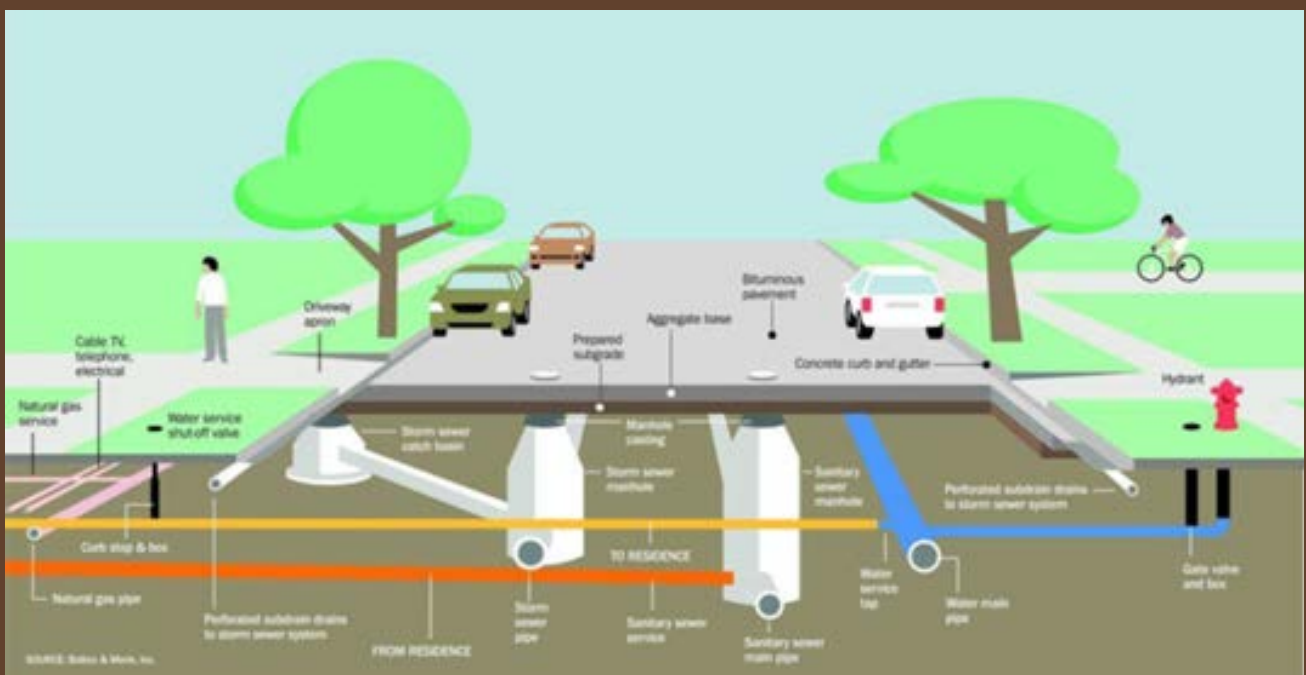 Bituminous
pavement
Driveway
apron
Aggregate base
Cable TV,
telephone,
electrical
Prepared
subgrade
Concrete curb and gutter
Hydrant
Natural gas
service
Water service
shut-off valve
Storm sewer
catch basin
Manhole
casing
Storm sewer
manhole
Sanitary
sewer
manhole
Perforated subdrain drains
to storm sewer system
Curb stop & box
TO RESIDENCE
Water
service
tap
Gate valve
and box
Natural gas pipe
Perforated subdrain drains
to storm sewer system
Storm
sewer
pipe
Sanitary sewer
service
Water main
pipe
FROM RESIDENCE
Sanitary sewer
main pipe
SOURCE: